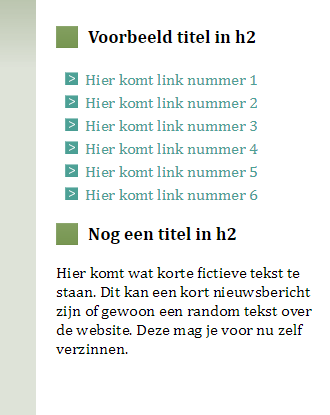 Voorbeeld titel in h2
> Hier komt link nummer 1
> Hier komt link nummer 2
> Hier komt link nummer 3
> Hier komt link nummer 4
> Hier komt link nummer 5
> Hier komt link nummer 6
Nog een titel in h2
Hier komt wat korte fictieve tekst te
staan. Dit kan een kort nieuwsbericht
zijn of gewoon een random tekst over
de website. Deze mag je voor nu zelf
verzinnen.